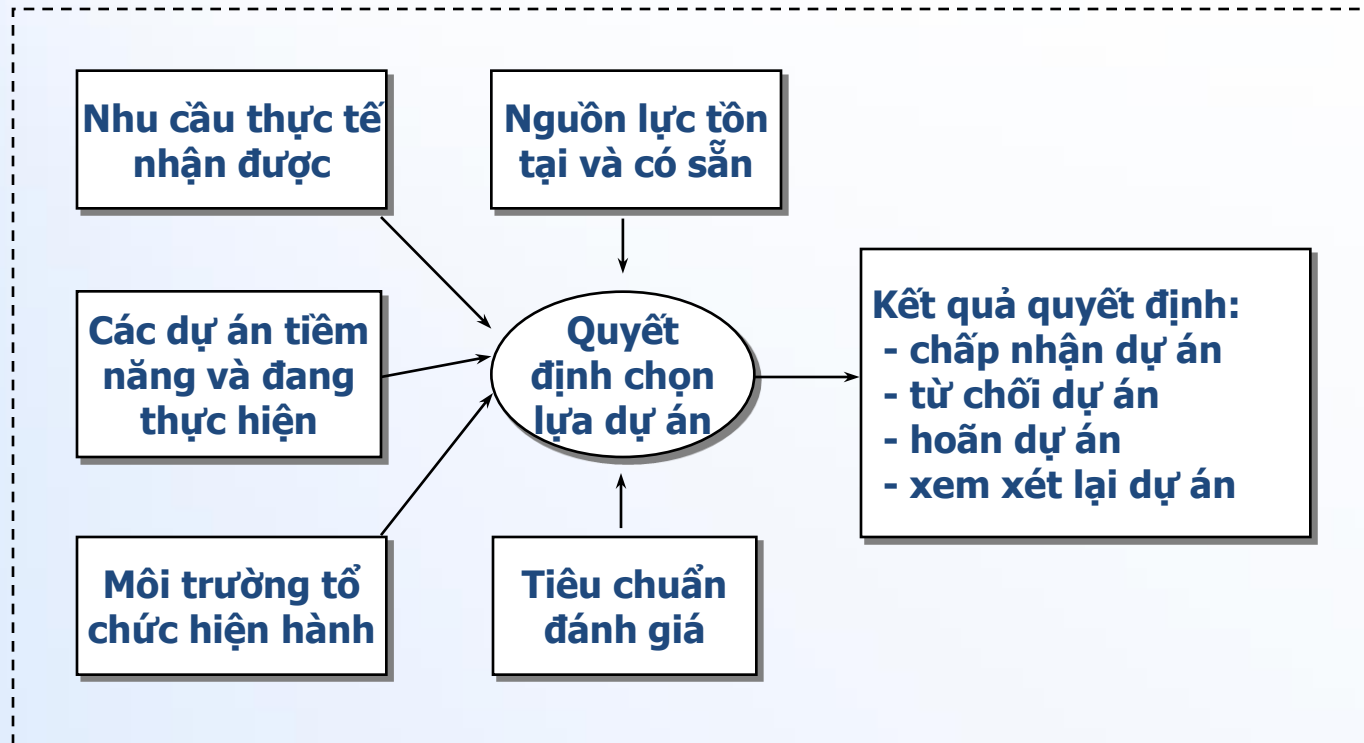 Nhu cầu thực tế
nhận được
Nguồn lực tồn
tại và có sẵn
Các dự án tiềm
năng và đang
thực hiện
Quyết
định chọn
lựa dự án
Kết quả quyết định:
- chấp nhận dự án
- từ chối dự án
- hoãn dự án
- xem xét lại dự án
Môi trường tổ
chức hiện hành
Tiêu chuẩn
đánh giá